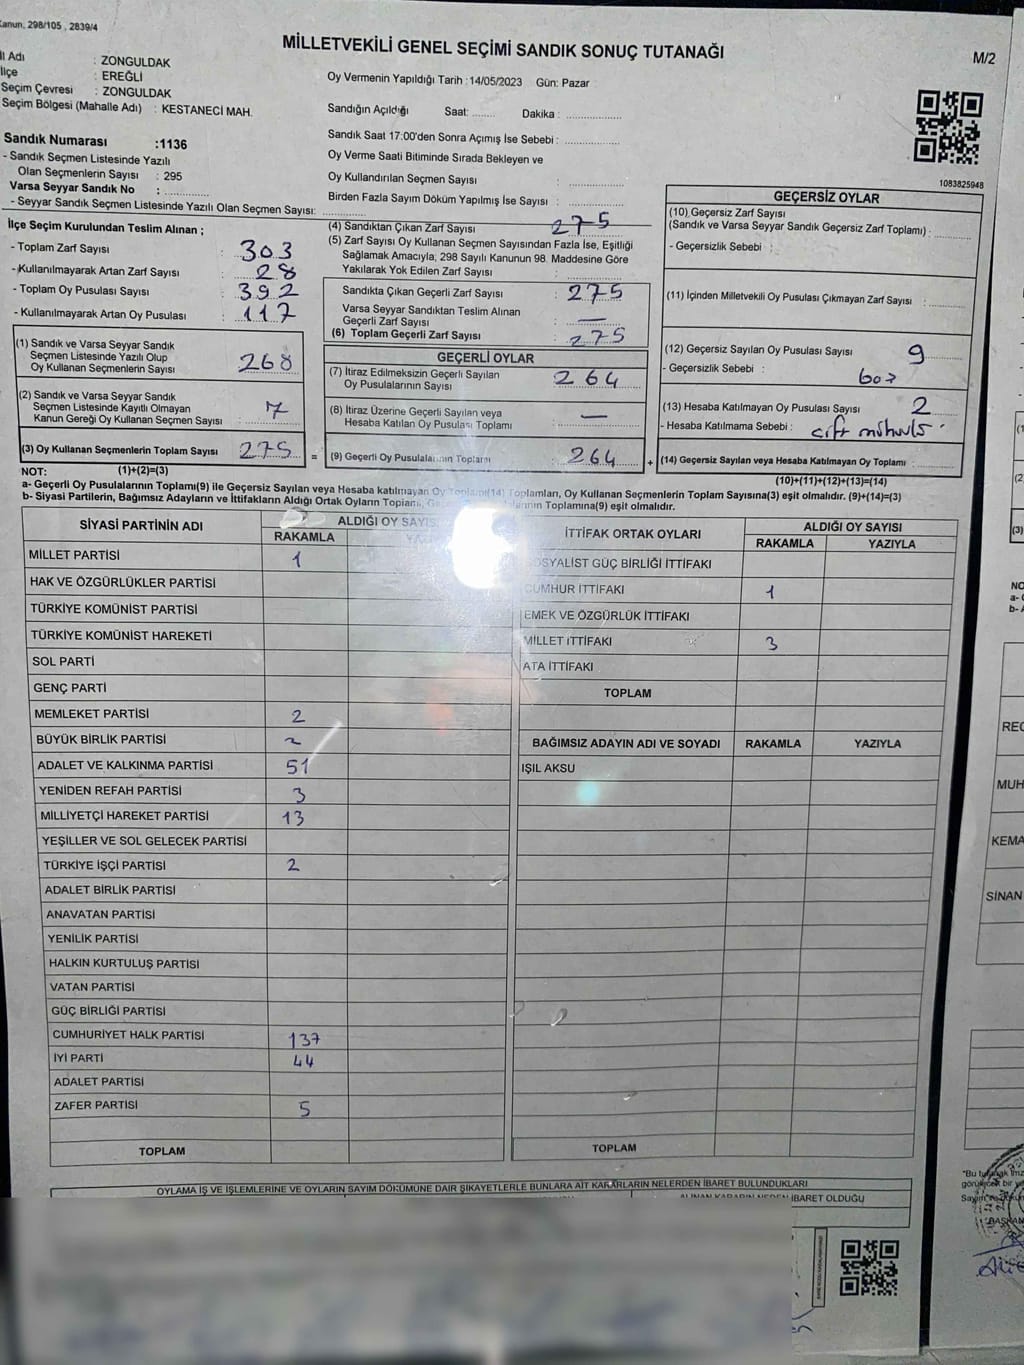 Kanun, 298/105 , 2839/4
MİLLETVEKİLİ GENEL SEÇİMİ SANDIK SONUÇ TUTANAĞI
M/2
İl Adı : ZONGULDAK
İlçe : EREĞLİ
Seçim Çevresi : ZONGULDAK
Seçim Bölgesi (Mahalle Adı) : KESTANECİ MAH.
Sandık Numarası :1136
- Sandık Seçmen Listesinde Yazılı
Olan Seçmenlerin Sayısı : 295
Varsa Seyyar Sandık No :
- Seyyar Sandık Seçmen Listesinde Yazılı Olan Seçmen Sayısı:
Oy Vermenin Yapıldığı Tarih :14/05/2023 Gün: Pazar
Sandığın Açıldığı Saat: Dakika :
Sandık Saat 17:00'den Sonra Açımış İse Sebebi :
Oy Verme Saati Bitiminde Sırada Bekleyen ve
Oy Kullandırılan Seçmen Sayısı :
Birden Fazla Sayım Döküm Yapılmış İse Sayısı :
1083825948
İlçe Seçim Kurulundan Teslim Alınan ;
- Toplam Zarf Sayısı : 303
- Kullanılmayarak Artan Zarf Sayısı : 28
- Toplam Oy Pusulası Sayısı : 392
- Kullanılmayarak Artan Oy Pusulası : 117
(1) Sandık ve Varsa Seyyar Sandık
Seçmen Listesinde Yazılı Olup
Oy Kullanan Seçmenlerin Sayısı : 268
(2) Sandık ve Varsa Seyyar Sandık
Seçmen Listesinde Kayıtlı Olmayan
Kanun Gereği Oy Kullanan Seçmen Sayısı : 7
(3) Oy Kullanan Seçmenlerin Toplam Sayısı : 275
(4) Sandıktan Çıkan Zarf Sayısı : 275
(5) Zarf Sayısı Oy Kullanan Seçmen Sayısından Fazla İse, Eşitliği
Sağlamak Amacıyla; 298 Sayılı Kanunun 98. Maddesine Göre
Yakılarak Yok Edilen Zarf Sayısı :
Sandıkta Çıkan Geçerli Zarf Sayısı : 275
Varsa Seyyar Sandıktan Teslim Alınan
Geçerli Zarf Sayısı : —
(6) Toplam Geçerli Zarf Sayısı : 275
GEÇERLİ OYLAR
(7) İtiraz Edilmeksizin Geçerli Sayılan
Oy Pusulalarının Sayısı : 264
(8) İtiraz Üzerine Geçerli Sayılan veya
Hesaba Katılan Oy Pusulası Toplamı : —
= (9) Geçerli Oy Pusulalarının Toplamı : 264
GEÇERSİZ OYLAR
(10) Geçersiz Zarf Sayısı
(Sandık ve Varsa Seyyar Sandık Geçersiz Zarf Toplamı) :
- Geçersizlik Sebebi :
(11) İçinden Milletvekili Oy Pusulası Çıkmayan Zarf Sayısı :
(12) Geçersiz Sayılan Oy Pusulası Sayısı : 9
- Geçersizlik Sebebi :
(13) Hesaba Katılmayan Oy Pusulası Sayısı : 2
- Hesaba Katılmama Sebebi : çift
+ (14) Geçersiz Sayılan veya Hesaba Katılmayan Oy Toplamı :
NOT: (1)+(2)=(3)
(10)+(11)+(12)+(13)=(14)
a- Geçerli Oy Pusulalarının Toplamı(9) ile Geçersiz Sayılan veya Hesaba katılmayan Oy Toplamı(14) Toplamları, Oy Kullanan Seçmenlerin Toplam Sayısına(3) eşit olmalıdır. (9)+(14)=(3)
b- Siyasi Partilerin, Bağımsız Adayların ve İttifakların Aldığı Ortak Oyların Toplamı, Toplamına(9) eşit olmalıdır.
SİYASİ PARTİNİN ADI ALDIĞI OY SAYISI
RAKAMLA
MİLLET PARTİSİ 1
HAK VE ÖZGÜRLÜKLER PARTİSİ
TÜRKİYE KOMÜNİST PARTİSİ
TÜRKİYE KOMÜNİST HAREKETİ
SOL PARTİ
GENÇ PARTİ
MEMLEKET PARTİSİ 2
BÜYÜK BİRLİK PARTİSİ 2
ADALET VE KALKINMA PARTİSİ 51
YENİDEN REFAH PARTİSİ 3
MİLLİYETÇİ HAREKET PARTİSİ 13
YEŞİLLER VE SOL GELECEK PARTİSİ
TÜRKİYE İŞÇİ PARTİSİ 2
ADALET BİRLİK PARTİSİ
ANAVATAN PARTİSİ
YENİLİK PARTİSİ
HALKIN KURTULUŞ PARTİSİ
VATAN PARTİSİ
GÜÇ BİRLİĞİ PARTİSİ
CUMHURİYET HALK PARTİSİ 137
İYİ PARTİ 44
ADALET PARTİSİ
ZAFER PARTİSİ 5
TOPLAM
İTTİFAK ORTAK OYLARI ALDIĞI OY SAYISI
RAKAMLA YAZIYLA
SOSYALİST GÜÇ BİRLİĞİ İTTİFAKI
CUMHUR İTTİFAKI 1
EMEK VE ÖZGÜRLÜK İTTİFAKI
MİLLET İTTİFAKI 3
ATA İTTİFAKI
TOPLAM
BAĞIMSIZ ADAYIN ADI VE SOYADI RAKAMLA YAZIYLA
IŞIL AKSU
TOPLAM
OYLAMA İŞ VE İŞLEMLERİNE VE OYLARIN SAYIM DÖKÜMÜNE DAİR ŞİKAYETLERLE BUNLARA AİT KARARLARIN NELERDEN İBARET BULUNDUKLARI
ALINAN KARARIN NEDEN İBARET OLDUĞU
REC
MUH
KEMA
SİNAN